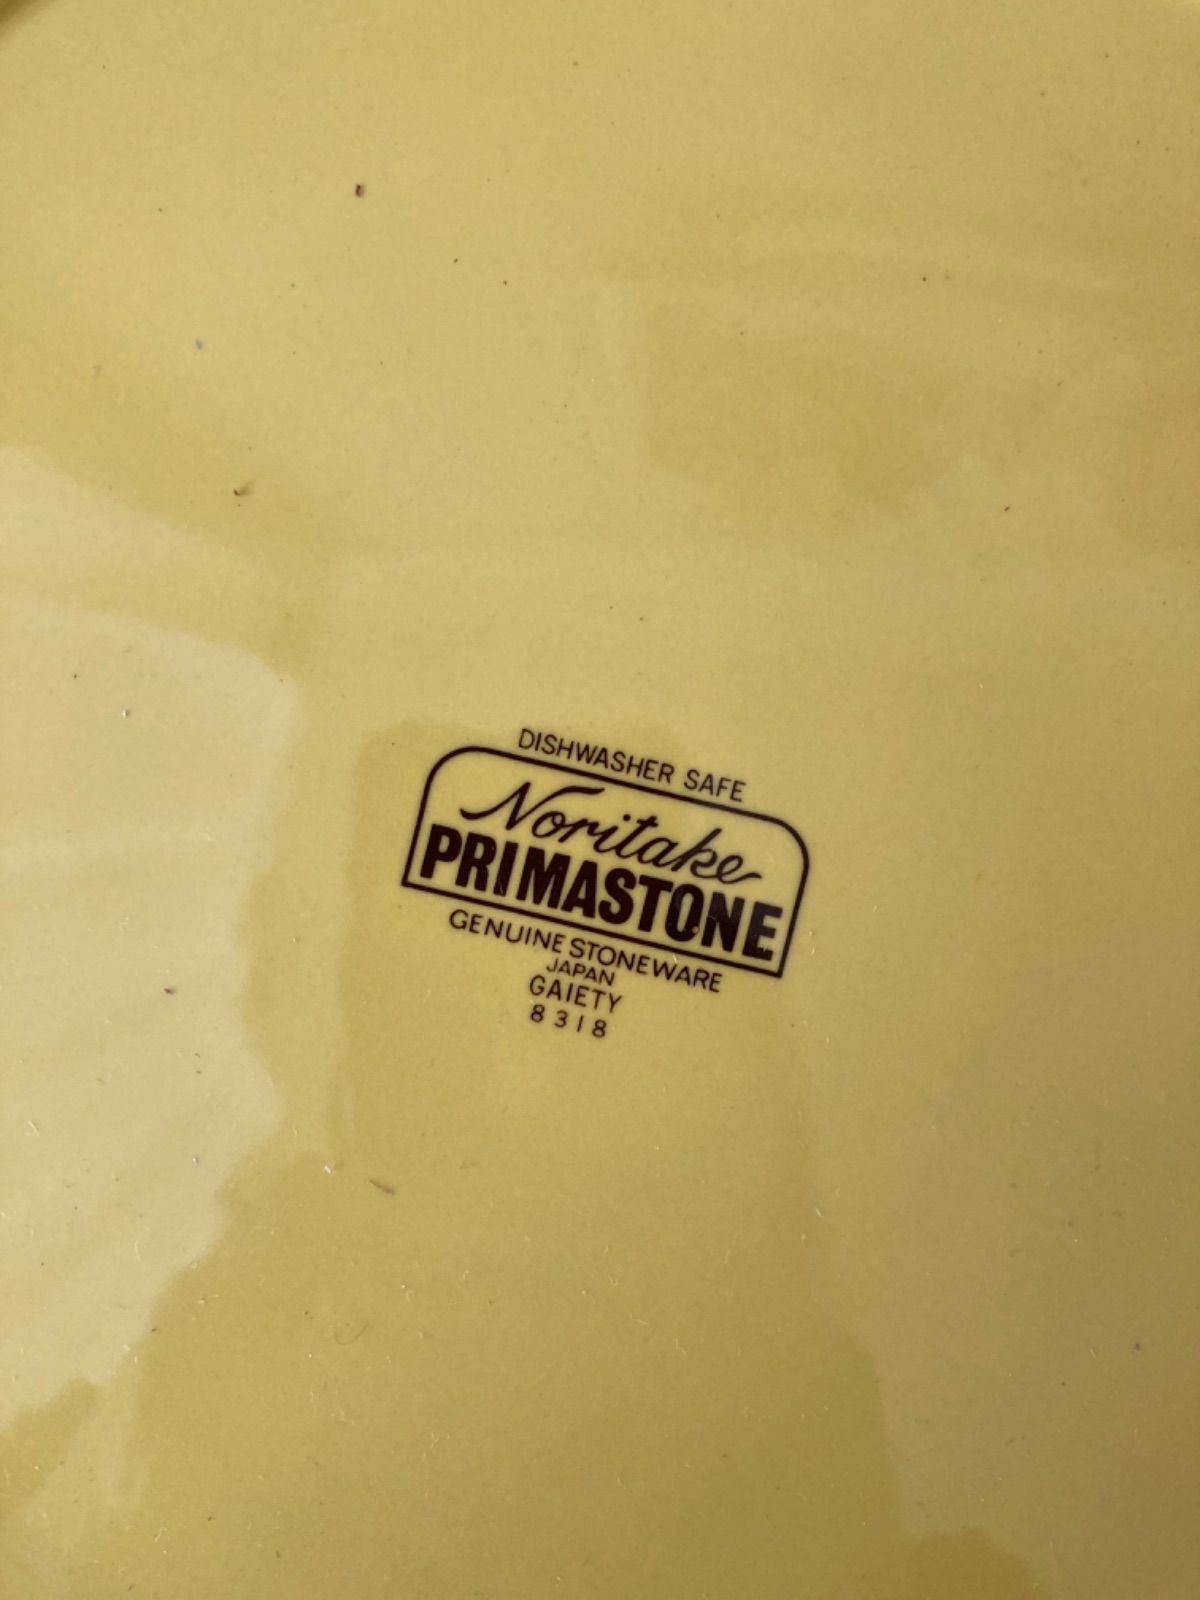 DISHWASHER SAFE
Noritake
PRIMASTONE
GENUINE STONEWARE
JAPAN
GAIETY
8318